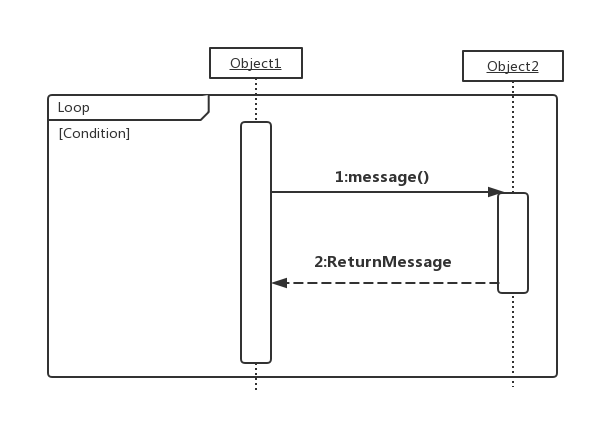 Object1
Object2
Loop
[Condition]
1:message()
2:ReturnMessage